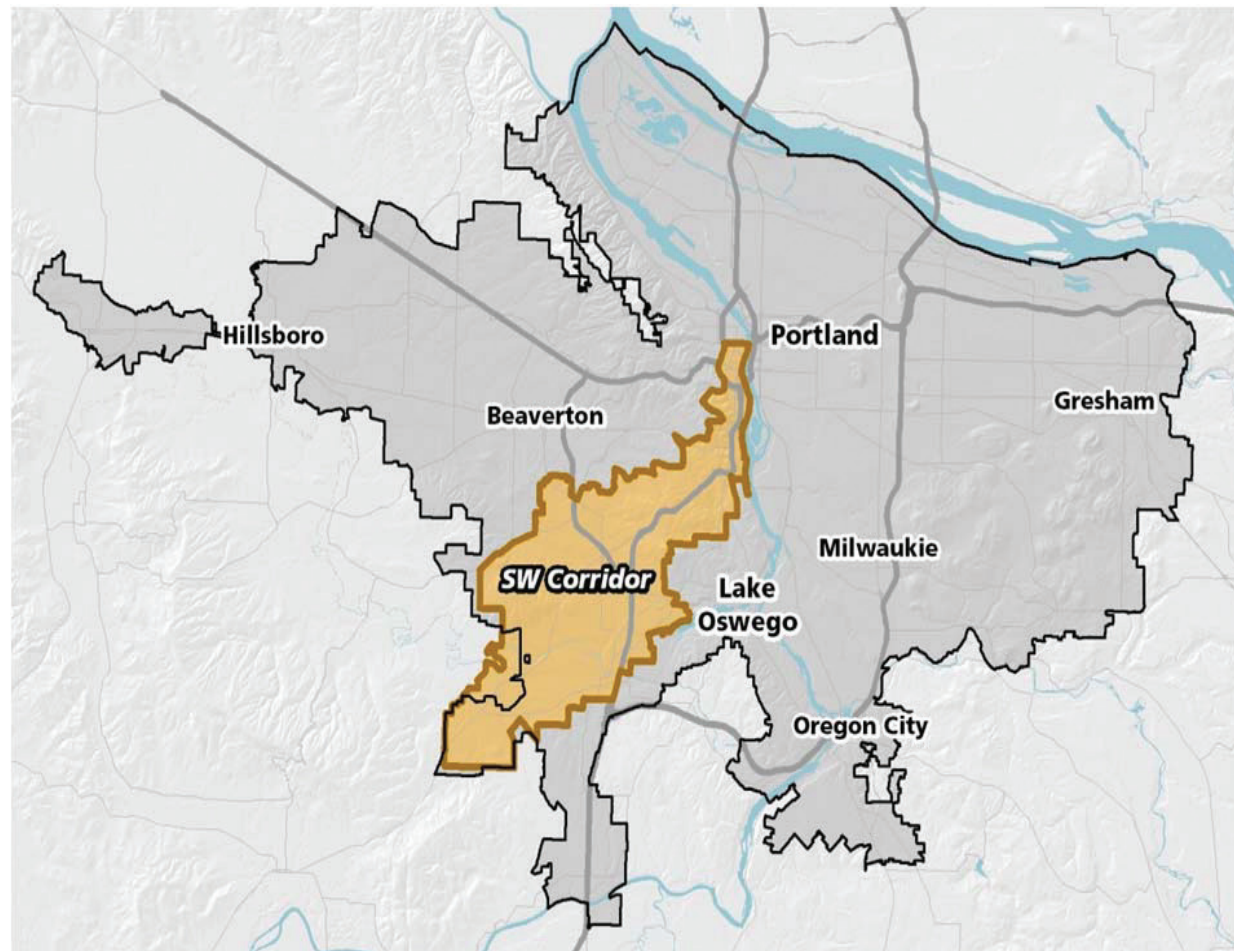 Hillsboro
Portland
Beaverton
Gresham
Milwaukie
SW Corridor
Lake
Oswego
Oregon City